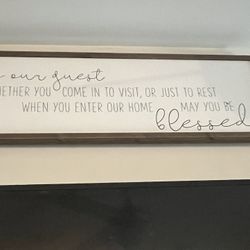 our guest
HETHER YOU COME IN TO VISIT, OR JUST TO REST
WHEN YOU ENTER OUR HOME MAY YOU BE
blessed